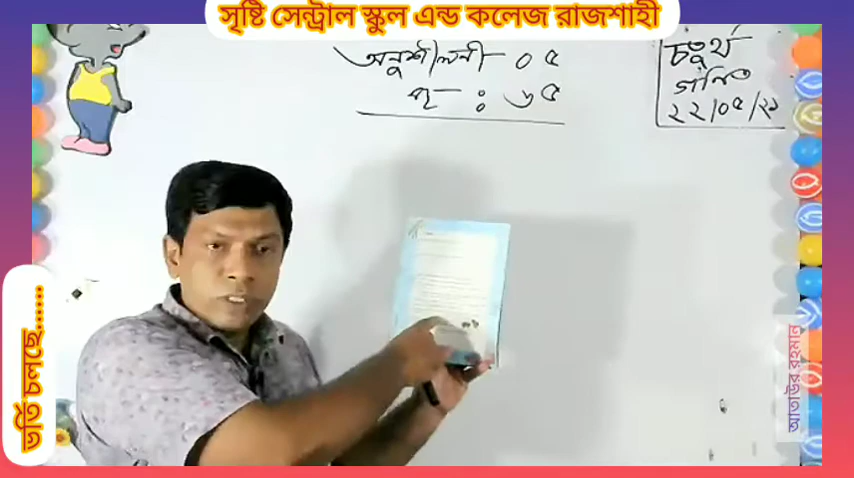 সৃষ্টি সেন্ট্রাল স্কুল এন্ড কলেজ রাজশাহী
অনুশীলনী - ০৫
পৃ- : ৬৫
চতুর্থ
গণিত
২২/০৫/২১
ভর্তি চলছে......
আতাউর রহমান